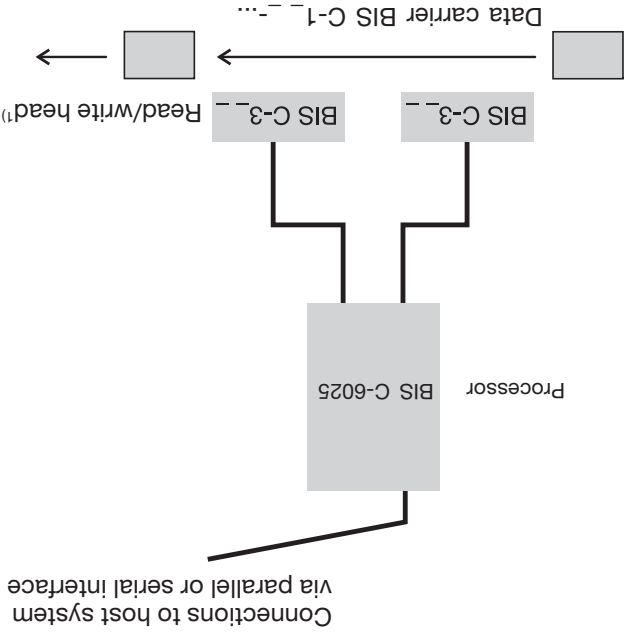 Connections to host system
via parallel or serial interface
Processor
BIS C-6025
BIS C-3_ _
BIS C-3_ _
Read/write head¹⁾
Data carrier BIS C-1_ _-_ _-...